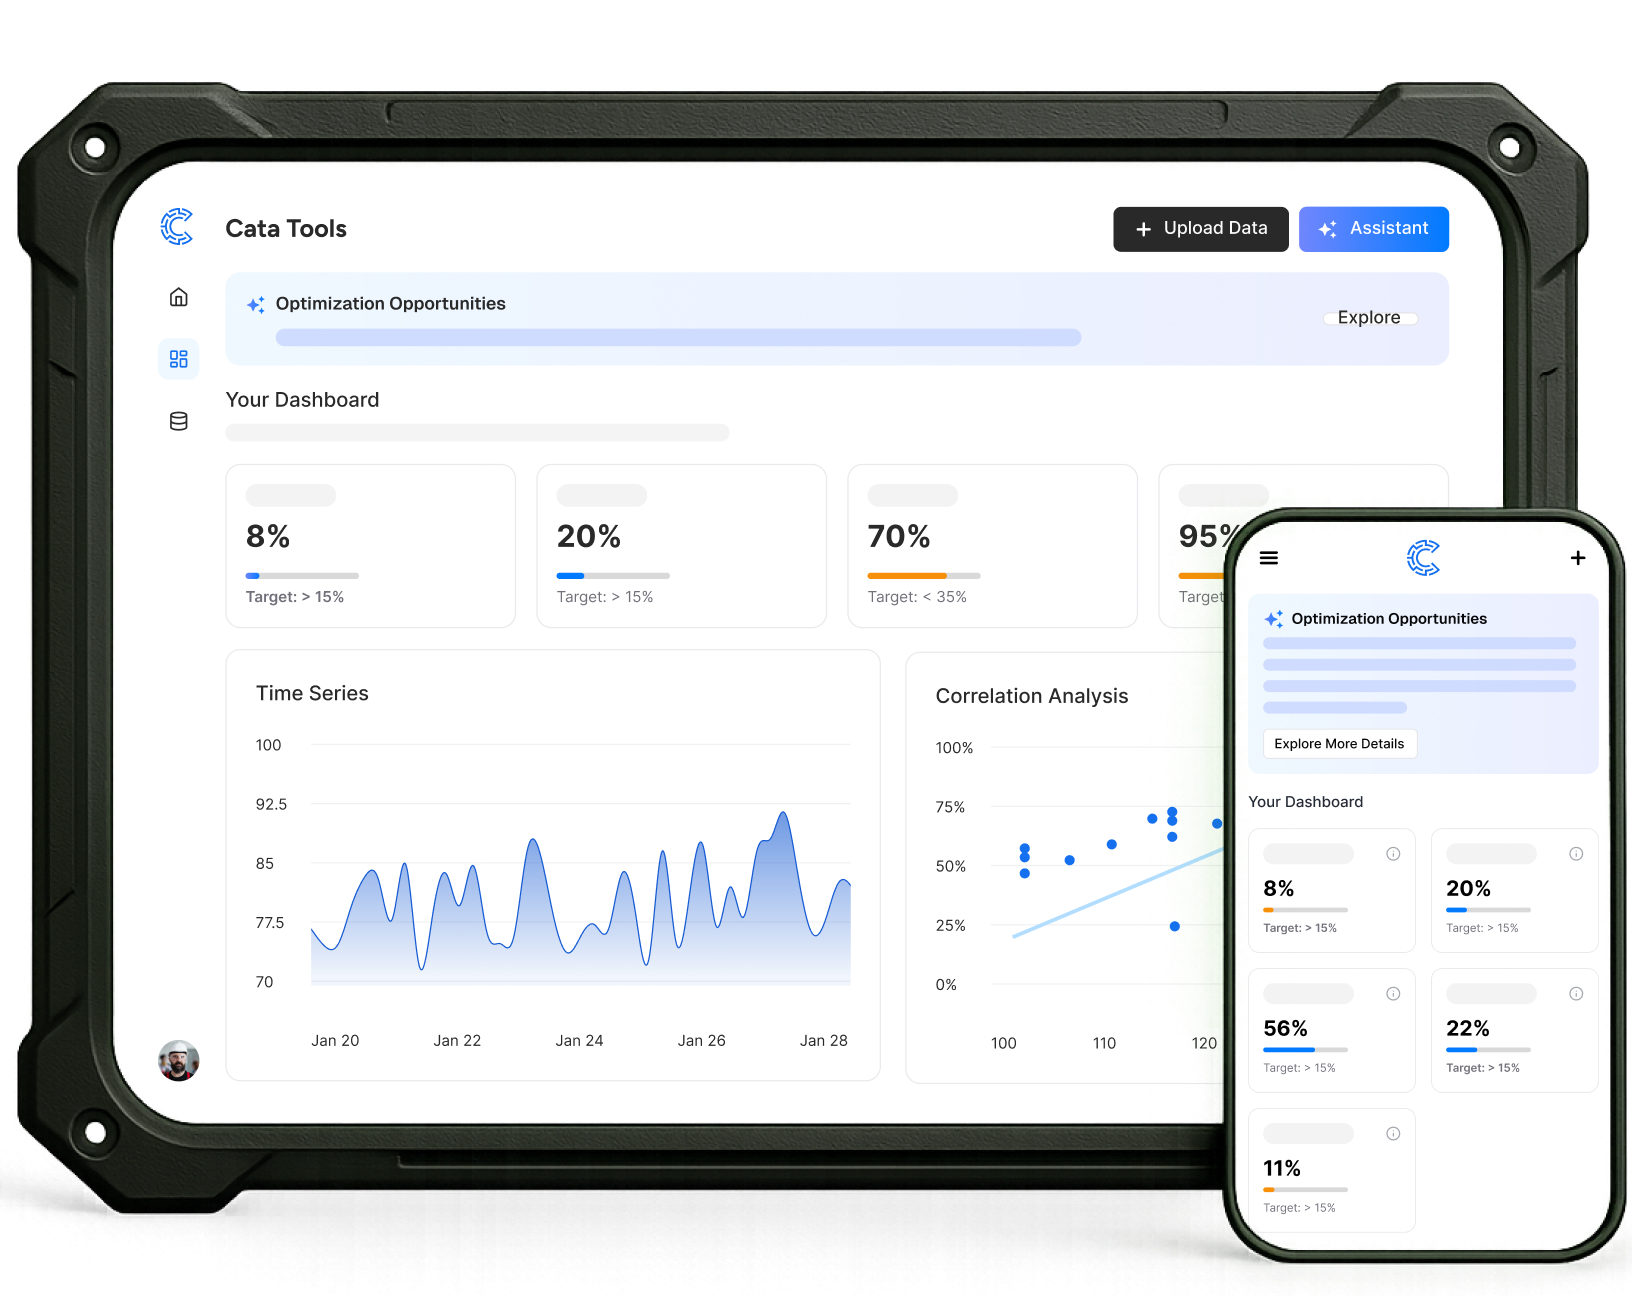 Cata Tools
+ Upload Data
Assistant
Optimization Opportunities
Explore
Your Dashboard
8%
Target: > 15%
20%
Target: > 15%
70%
Target: < 35%
95%
Target
Time Series
100
92.5
85
77.5
70
Jan 20
Jan 22
Jan 24
Jan 26
Jan 28
Correlation Analysis
100%
75%
50%
25%
0%
100
110
120
Optimization Opportunities
Explore More Details
Your Dashboard
8%
Target: > 15%
20%
Target: > 15%
56%
Target: > 15%
22%
Target: > 15%
11%
Target: > 15%